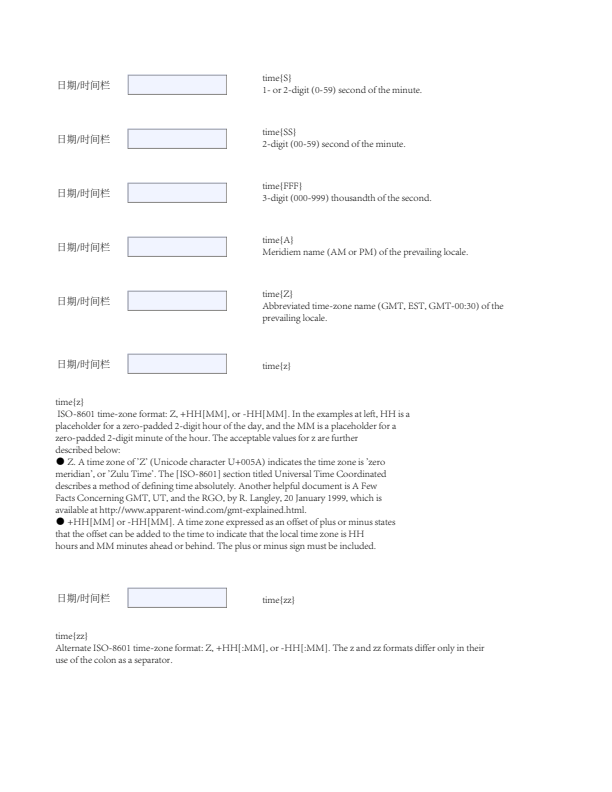 日期/时间栏
time{S}
1- or 2-digit (0-59) second of the minute.
日期/时间栏
time{SS}
2-digit (00-59) second of the minute.
日期/时间栏
time{FFF}
3-digit (000-999) thousandth of the second.
日期/时间栏
time{A}
Meridiem name (AM or PM) of the prevailing locale.
日期/时间栏
time{Z}
Abbreviated time-zone name (GMT, EST, GMT-00:30) of the
prevailing locale.
日期/时间栏
time{z}
time{z}
ISO-8601 time-zone format: Z, +HH[MM], or -HH[MM]. In the examples at left, HH is a
placeholder for a zero-padded 2-digit hour of the day, and the MM is a placeholder for a
zero-padded 2-digit minute of the hour. The acceptable values for z are further
described below:
● Z. A time zone of 'Z' (Unicode character U+005A) indicates the time zone is 'zero
meridian', or 'Zulu Time'. The [ISO-8601] section titled Universal Time Coordinated
describes a method of defining time absolutely. Another helpful document is A Few
Facts Concerning GMT, UT, and the RGO, by R. Langley, 20 January 1999, which is
available at http://www.apparent-wind.com/gmt-explained.html.
● +HH[MM] or -HH[MM]. A time zone expressed as an offset of plus or minus states
that the offset can be added to the time to indicate that the local time zone is HH
hours and MM minutes ahead or behind. The plus or minus sign must be included.
日期/时间栏
time{zz}
time{zz}
Alternate ISO-8601 time-zone format: Z, +HH[:MM], or -HH[:MM]. The z and zz formats differ only in their
use of the colon as a separator.